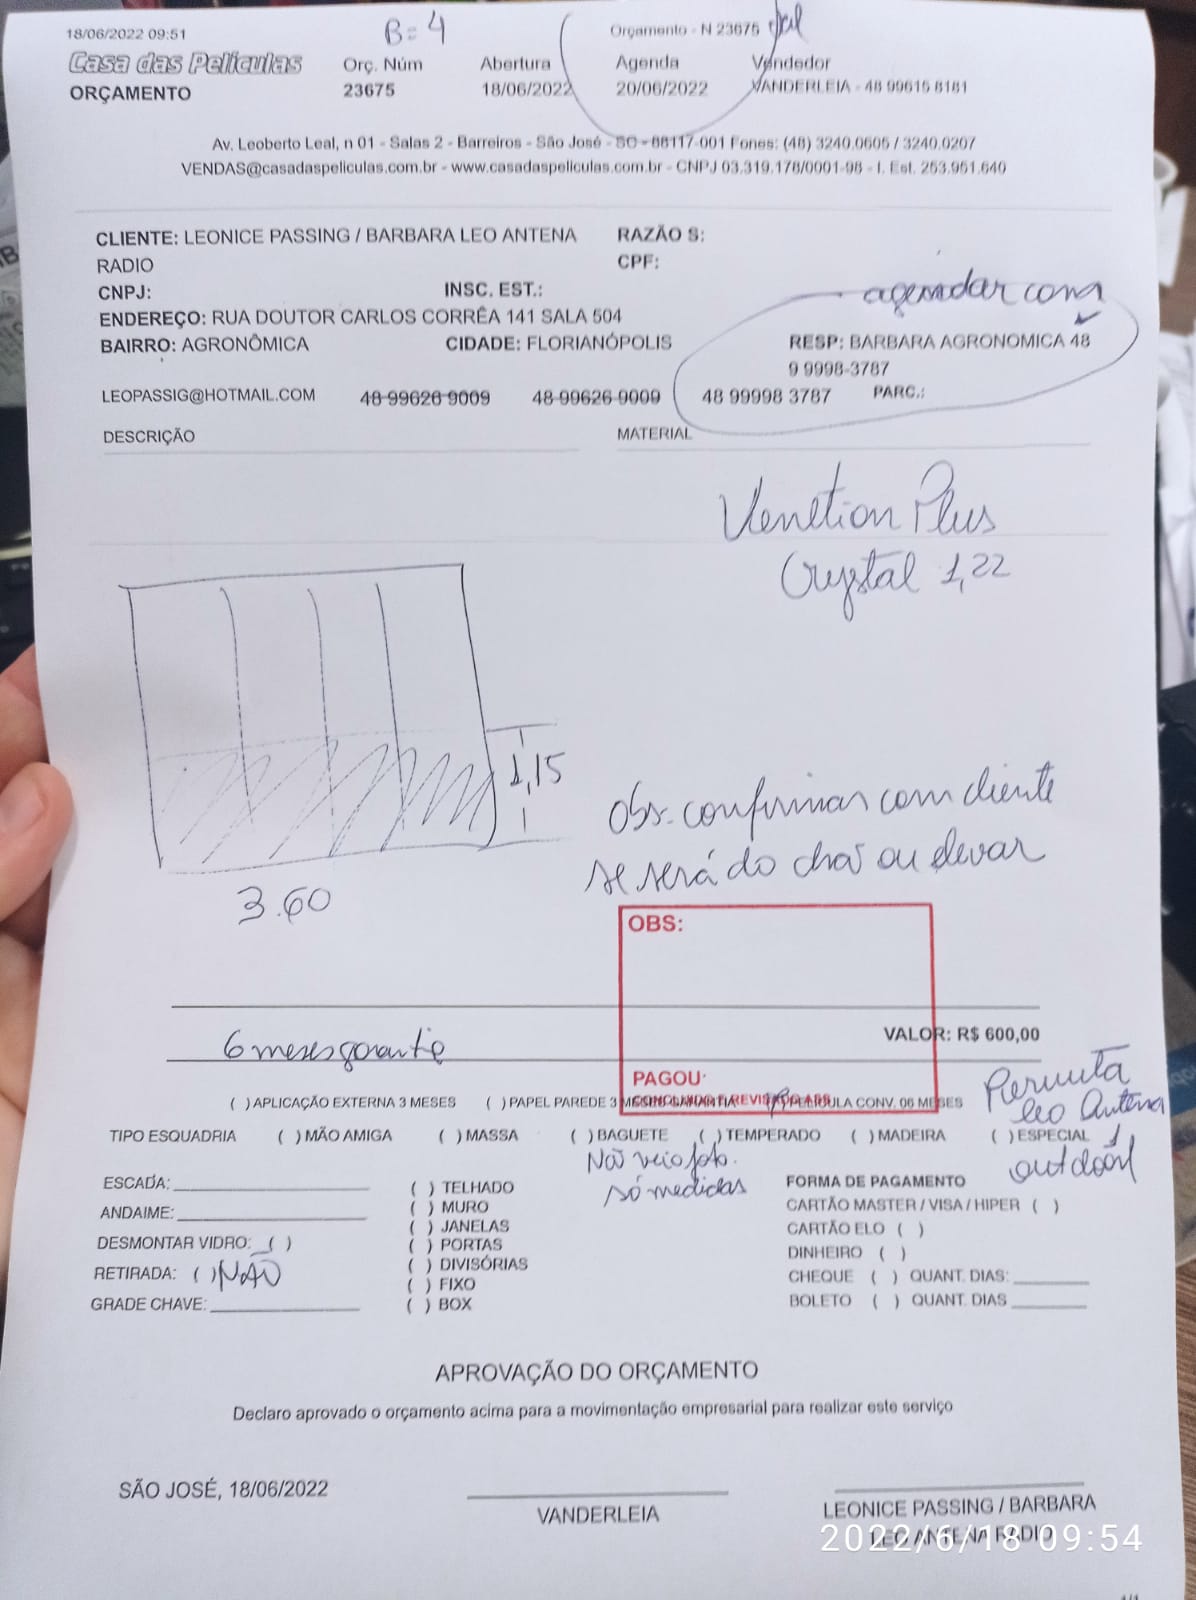 18/06/2022 09:51
B=4
Orçamento - N 23675
Casa das Películas
Orç. Núm
Abertura
Agenda
Vendedor
ORÇAMENTO
23675
18/06/2022
20/06/2022
VANDERLEIA - 48 99615 8181
Av. Leoberto Leal, n 01 - Salas 2 - Barreiros - São José - SC - 88117-001 Fones: (48) 3240.0605 / 3240.0207
VENDAS@casadaspeliculas.com.br - www.casadaspeliculas.com.br - CNPJ 03.319.178/0001-98 - I. Est. 253.951.640
CLIENTE: LEONICE PASSING / BARBARA LEO ANTENA
RADIO
RAZÃO S:
CPF:
CNPJ:
INSC. EST.:
agendar com
ENDEREÇO: RUA DOUTOR CARLOS CORRÊA 141 SALA 504
BAIRRO: AGRONÔMICA
CIDADE: FLORIANÓPOLIS
RESP: BARBARA AGRONOMICA 48
9 9998-3787
LEOPASSIG@HOTMAIL.COM
48 99626 9009
48 99626 9009
48 99998 3787
PARC.:
DESCRIÇÃO
MATERIAL
Venetion Plus
Crystal 1,22
1,15
3.60
Obs. confirmar com cliente
se será do chão ou elevar
OBS:
VALOR: R$ 600,00
6 meses garantia
PAGOU:
CONCLUIDO E REVISADO ASS
( ) APLICAÇÃO EXTERNA 3 MESES
( ) PAPEL PAREDE 3 MESES GARANTIA
( ) PELICULA CONV. 06 MESES
Permuta
leo Antena
1
outdoor
TIPO ESQUADRIA
( ) MÃO AMIGA
( ) MASSA
( ) BAGUETE
( ) TEMPERADO
( ) MADEIRA
( ) ESPECIAL
Não veio foto.
só medidas
ESCADA:
ANDAIME:
DESMONTAR VIDRO: ( )
RETIRADA: ( ) NÃO
GRADE CHAVE:
( ) TELHADO
( ) MURO
( ) JANELAS
( ) PORTAS
( ) DIVISÓRIAS
( ) FIXO
( ) BOX
FORMA DE PAGAMENTO
CARTÃO MASTER / VISA / HIPER ( )
CARTÃO ELO ( )
DINHEIRO ( )
CHEQUE ( ) QUANT. DIAS:
BOLETO ( ) QUANT. DIAS
APROVAÇÃO DO ORÇAMENTO
Declaro aprovado o orçamento acima para a movimentação empresarial para realizar este serviço
SÃO JOSÉ, 18/06/2022
VANDERLEIA
LEONICE PASSING / BARBARA
LEO ANTENA RADIO
2022/6/18 09:54
1/1